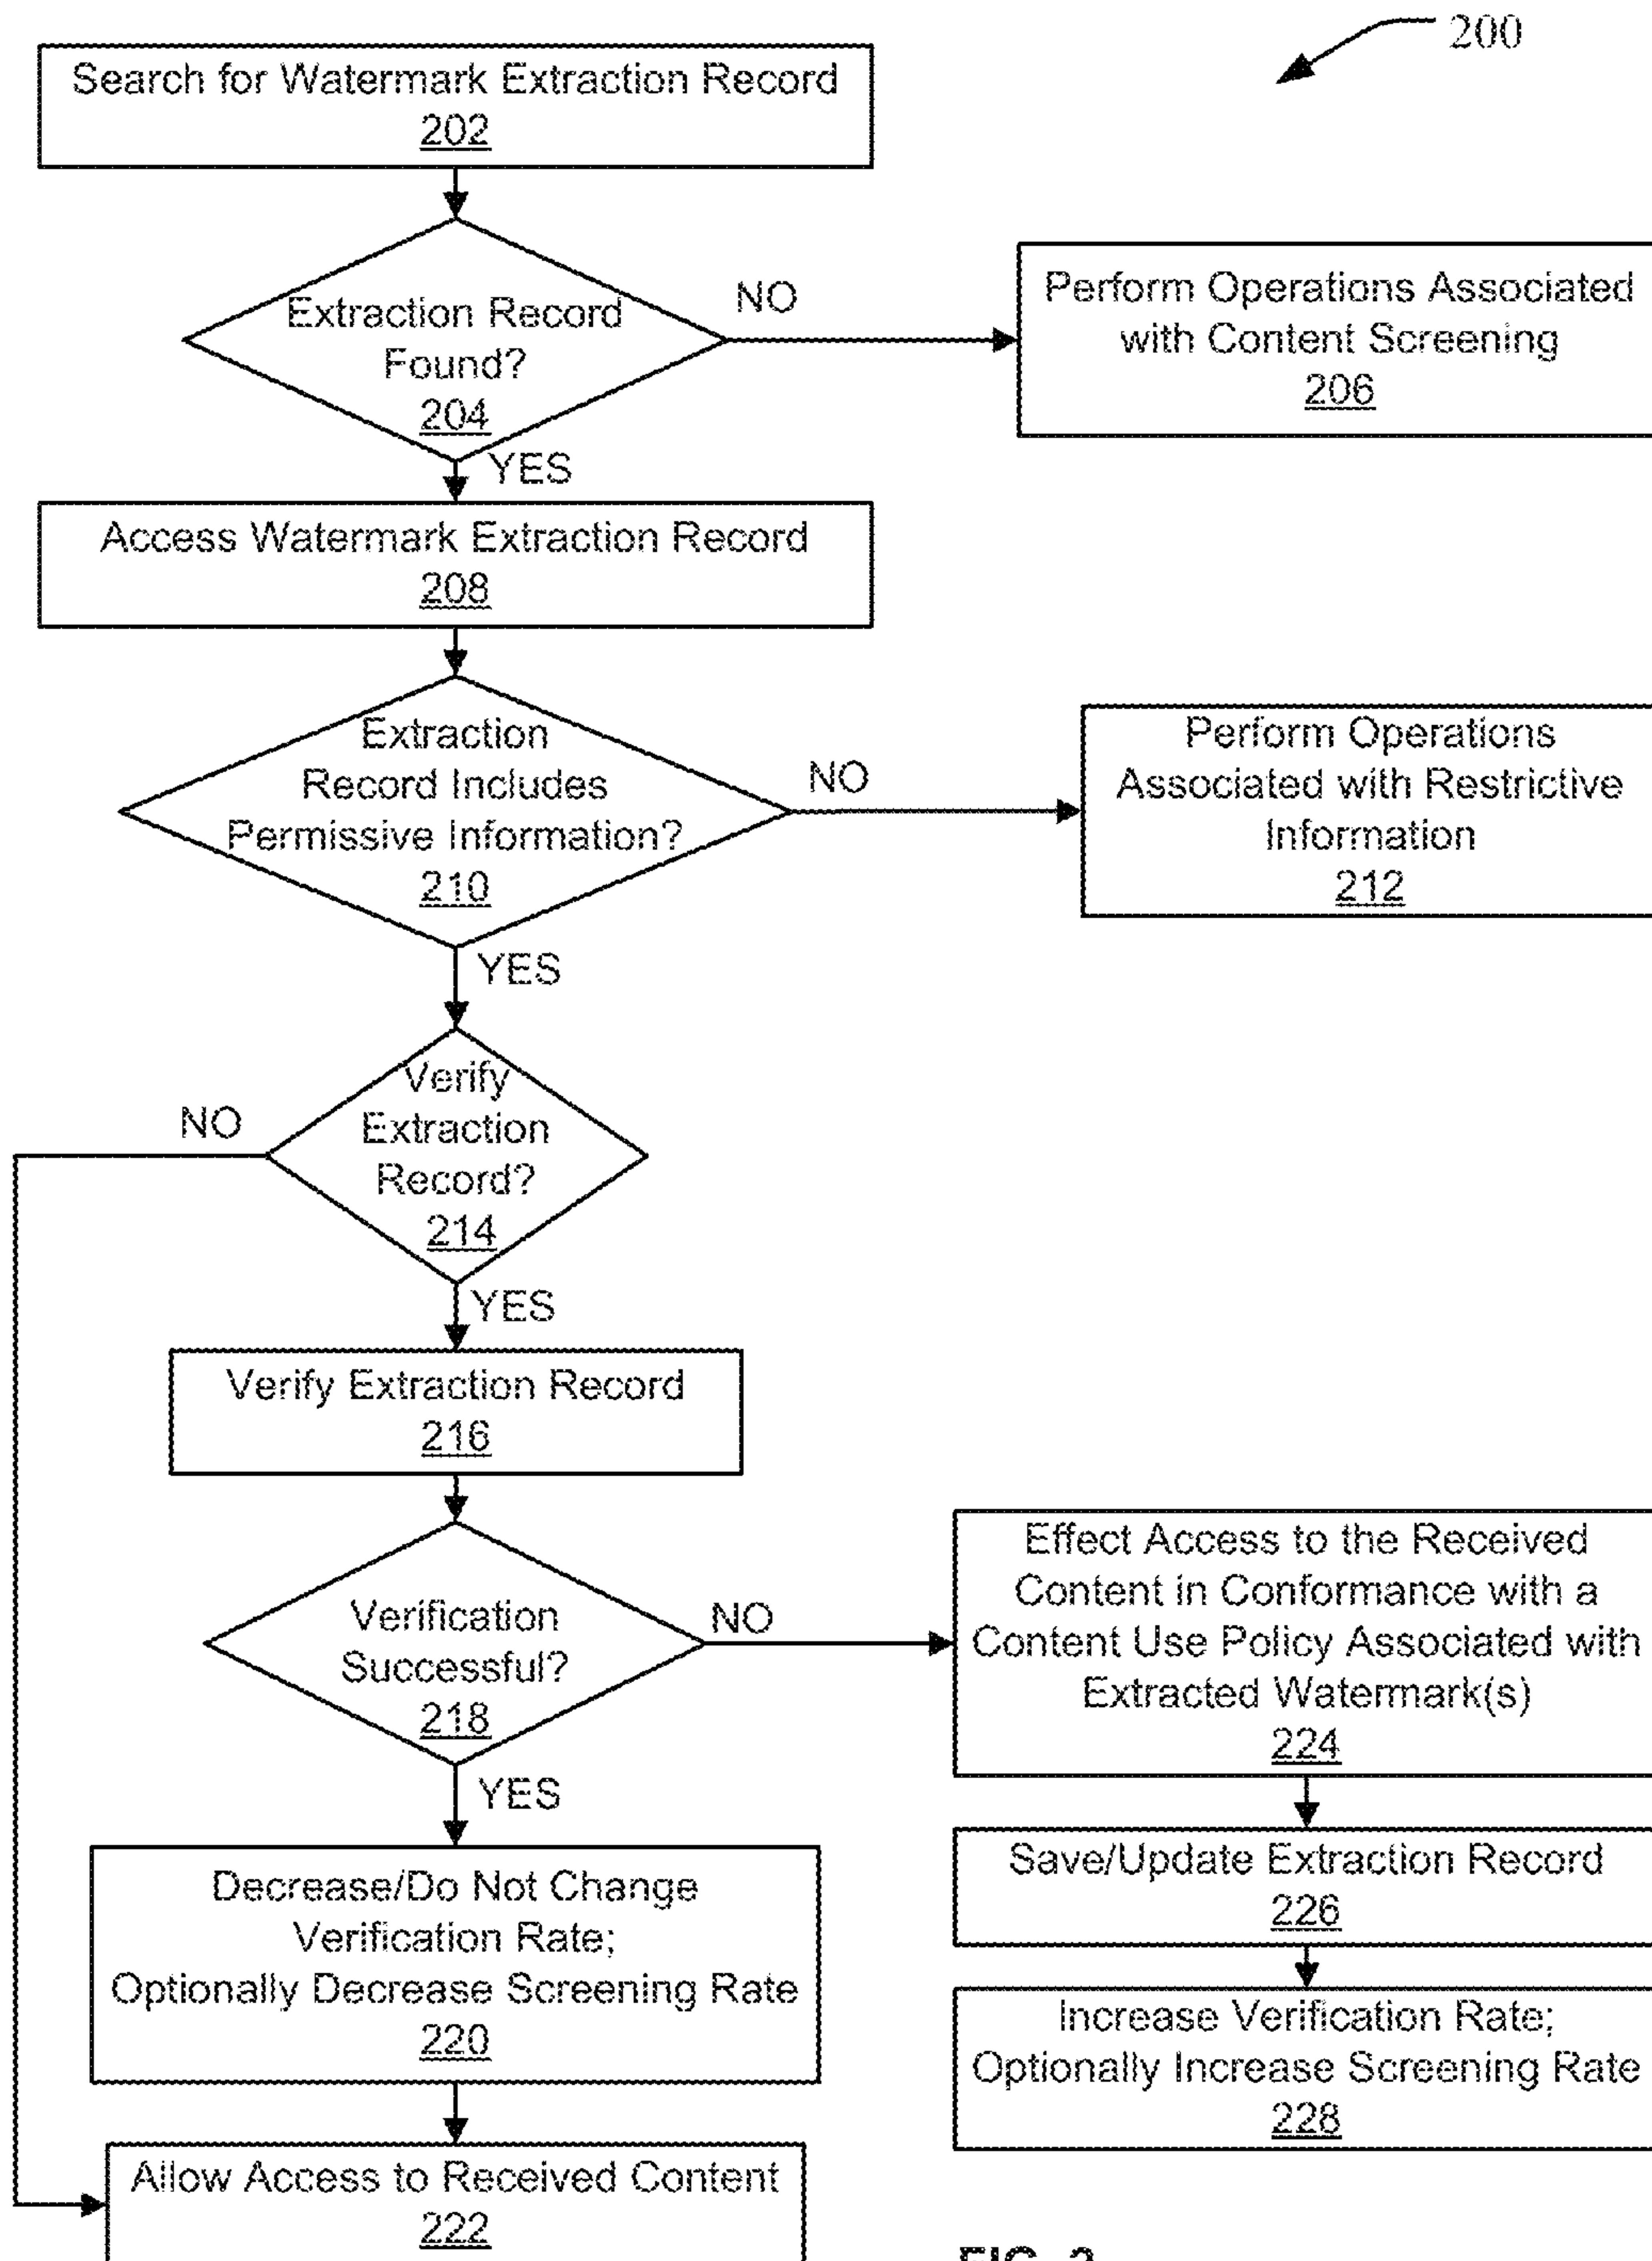 200
Search for Watermark Extraction Record
202
Extraction Record
Found?
204
NO
Perform Operations Associated
with Content Screening
206
YES
Access Watermark Extraction Record
208
Extraction
Record Includes
Permissive Information?
210
NO
Perform Operations
Associated with Restrictive
Information
212
YES
Verify
Extraction
Record?
214
NO
YES
Verify Extraction Record
216
Verification
Successful?
218
NO
Effect Access to the Received
Content in Conformance with a
Content Use Policy Associated with
Extracted Watermark(s)
224
YES
Decrease/Do Not Change
Verification Rate;
Optionally Decrease Screening Rate
220
Save/Update Extraction Record
226
Increase Verification Rate;
Optionally Increase Screening Rate
228
Allow Access to Received Content
222